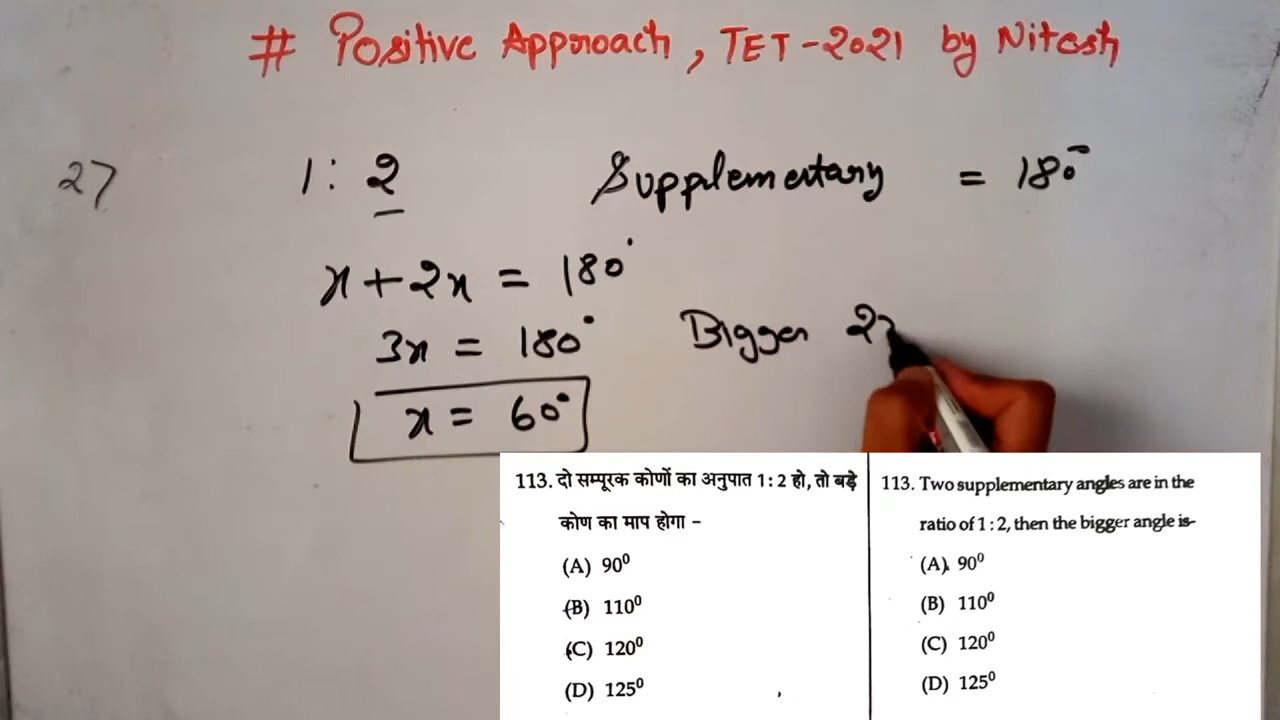 # Positive Approach, TET-2021 by Nitesh
27
1 : 2
Supplementary = 180°
x + 2x = 180°
3x = 180°
Bigger 2x
x = 60°
113. दो सम्पूरक कोणों का अनुपात 1 : 2 हो, तो बड़े
कोण का माप होगा –
(A) 90⁰
(B) 110⁰
(C) 120⁰
(D) 125⁰
113. Two supplementary angles are in the
ratio of 1 : 2, then the bigger angle is-
(A) 90⁰
(B) 110⁰
(C) 120⁰
(D) 125⁰